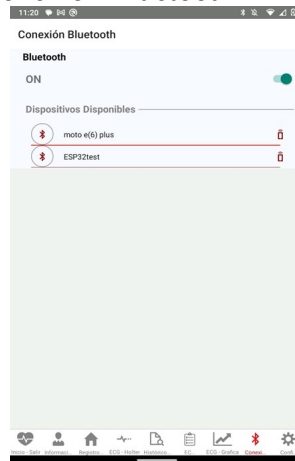 11:20
Conexión Bluetooth
Bluetooth
ON
Dispositivos Disponibles
moto e(6) plus
ESP32test
Inicio - Salir Informaci... Registro... ECG - Holter Historico... EC... ECG - Grafica Conexi... Confi